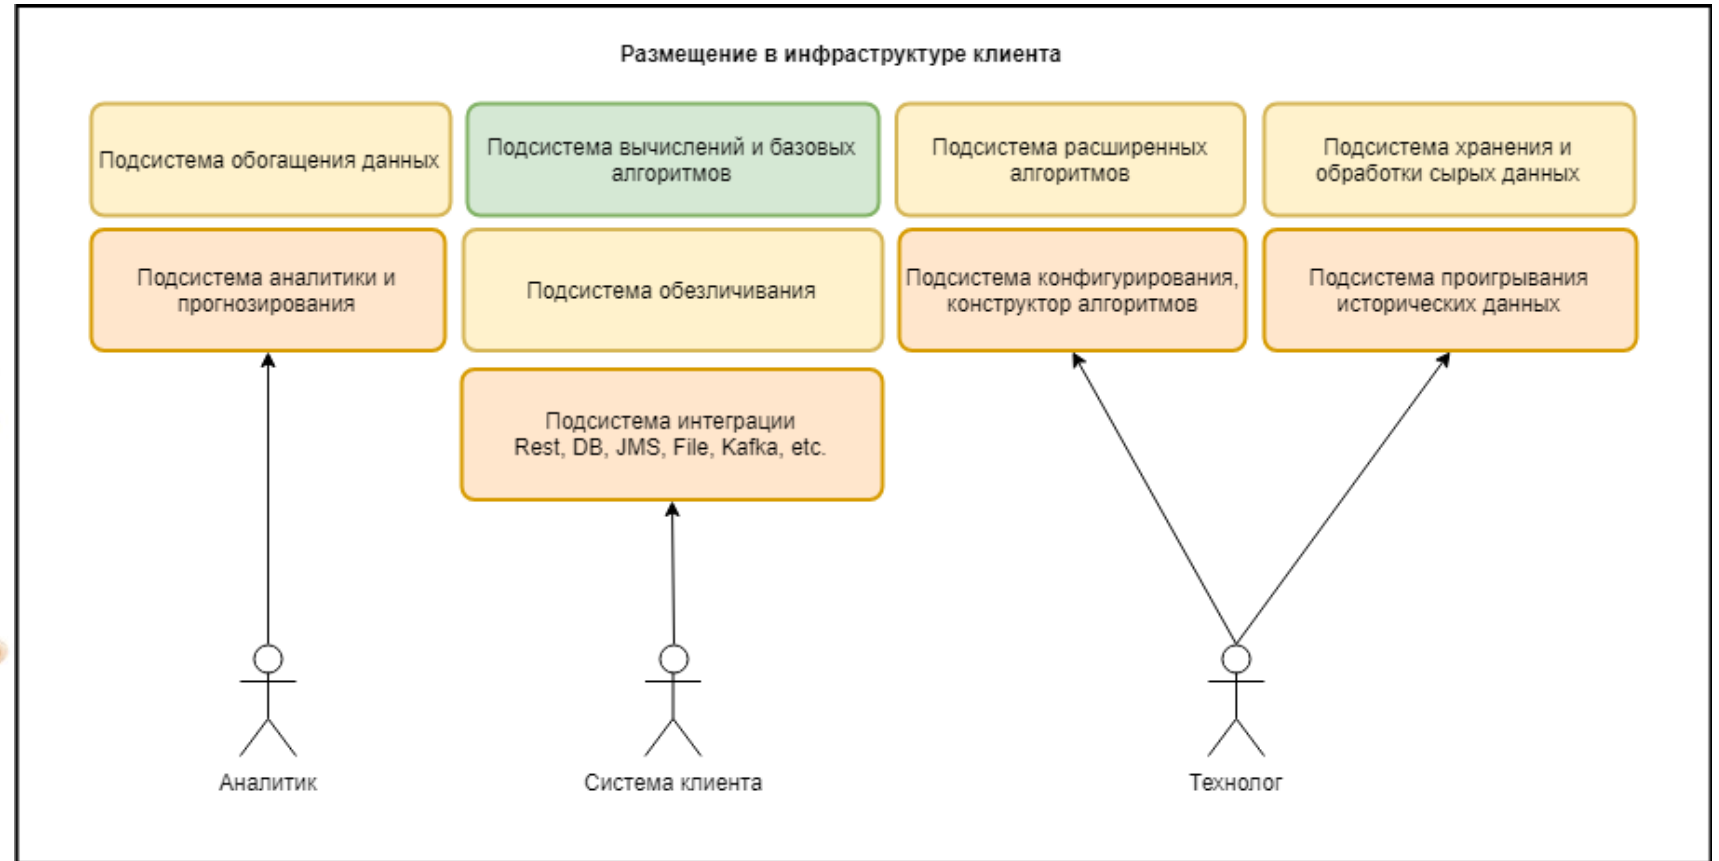 Размещение в инфраструктуре клиента
Подсистема обогащения данных
Подсистема вычислений и базовых
алгоритмов
Подсистема расширенных
алгоритмов
Подсистема хранения и
обработки сырых данных
Подсистема аналитики и
прогнозирования
Подсистема обезличивания
Подсистема конфигурирования,
конструктор алгоритмов
Подсистема проигрывания
исторических данных
Подсистема интеграции
Rest, DB, JMS, File, Kafka, etc.
Аналитик
Система клиента
Технолог